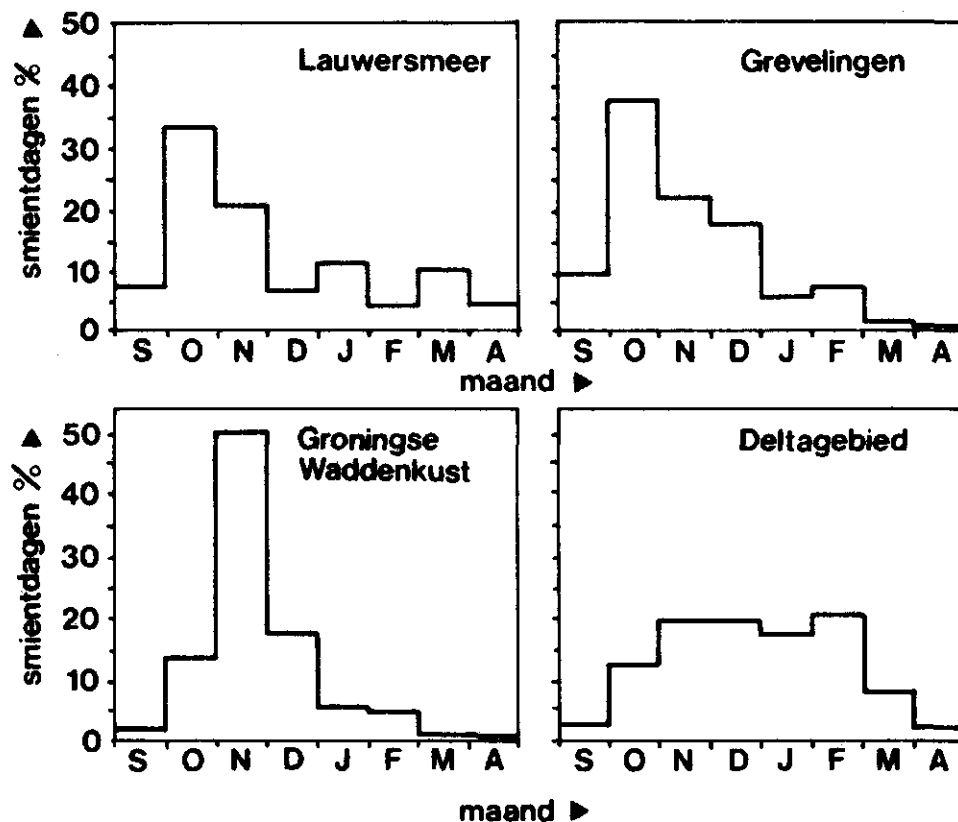 smientdagen % ▶
50
40
30
20
10
0
Lauwersmeer
S O N D J F M A
Grevelingen
S O N D J F M A
maand ▶
smientdagen % ▶
50
40
30
20
10
0
Groningse
Waddenkust
S O N D J F M A
Deltagebied
S O N D J F M A
maand ▶